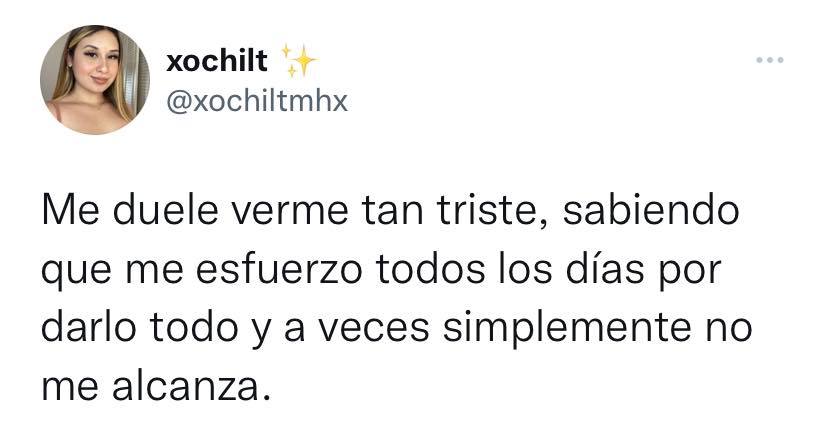 xochilt ✨
@xochiltmhx
Me duele verme tan triste, sabiendo
que me esfuerzo todos los días por
darlo todo y a veces simplemente no
me alcanza.